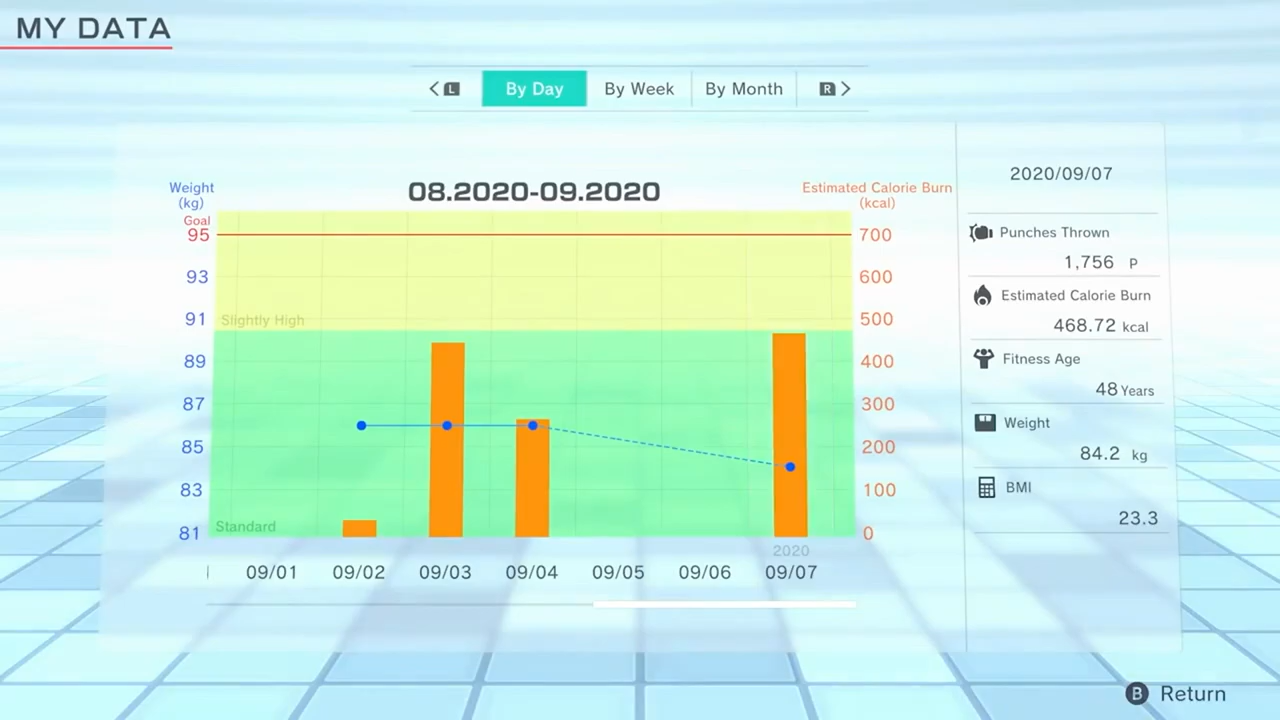 MY DATA
L By Day By Week By Month R
08.2020-09.2020
Weight
(kg)
Estimated Calorie Burn
(kcal)
Goal
95
93
91
89
87
85
83
81
Slightly High
Standard
700
600
500
400
300
200
100
0
2020
09/01 09/02 09/03 09/04 09/05 09/06 09/07
2020/09/07
Punches Thrown
1,756 P
Estimated Calorie Burn
468.72 kcal
Fitness Age
48 Years
Weight
84.2 kg
BMI
23.3
B Return